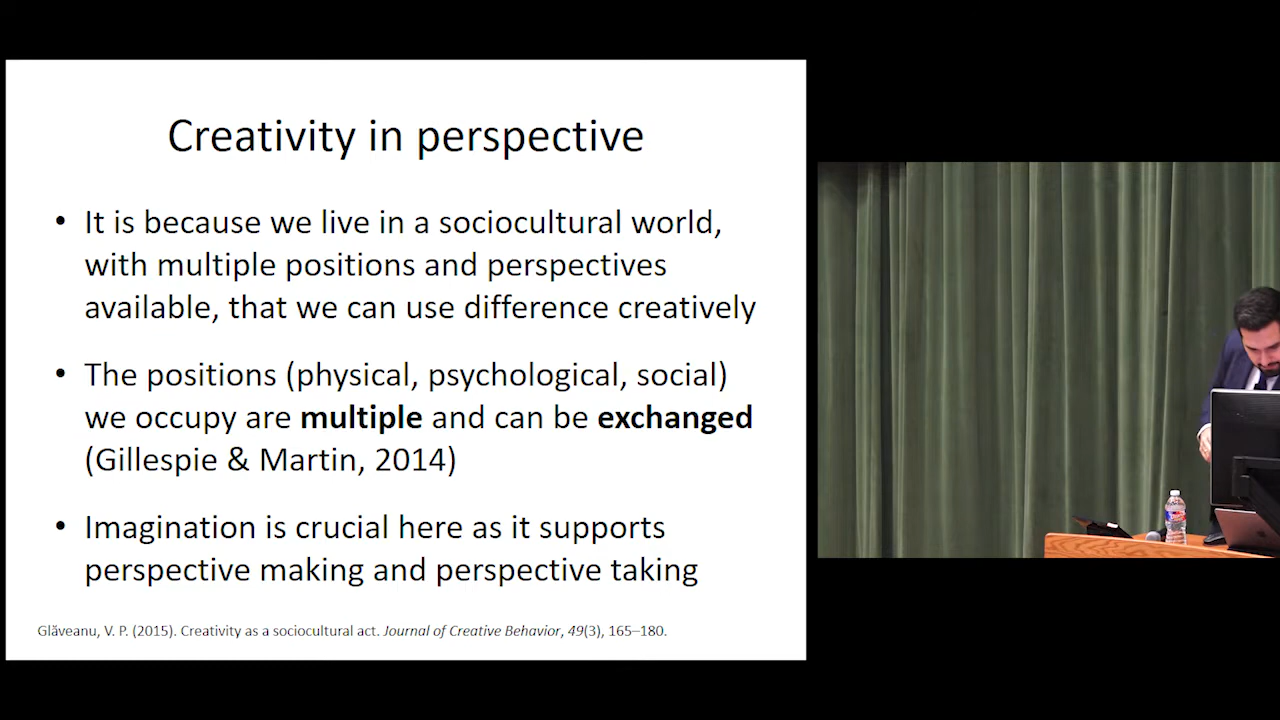 Creativity in perspective
• It is because we live in a sociocultural world,
with multiple positions and perspectives
available, that we can use difference creatively
• The positions (physical, psychological, social)
we occupy are multiple and can be exchanged
(Gillespie & Martin, 2014)
• Imagination is crucial here as it supports
perspective making and perspective taking
Glăveanu, V. P. (2015). Creativity as a sociocultural act. Journal of Creative Behavior, 49(3), 165–180.